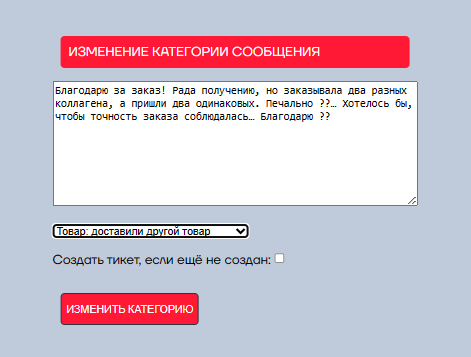 ИЗМЕНЕНИЕ КАТЕГОРИИ СООБЩЕНИЯ
Благодарю за заказ! Рада получению, но заказывала два разных
коллагена, а пришли два одинаковых. Печально ??… Хотелось бы,
чтобы точность заказа соблюдалась… Благодарю ??
Товар: доставили другой товар
Создать тикет, если ещё не создан:
ИЗМЕНИТЬ КАТЕГОРИЮ